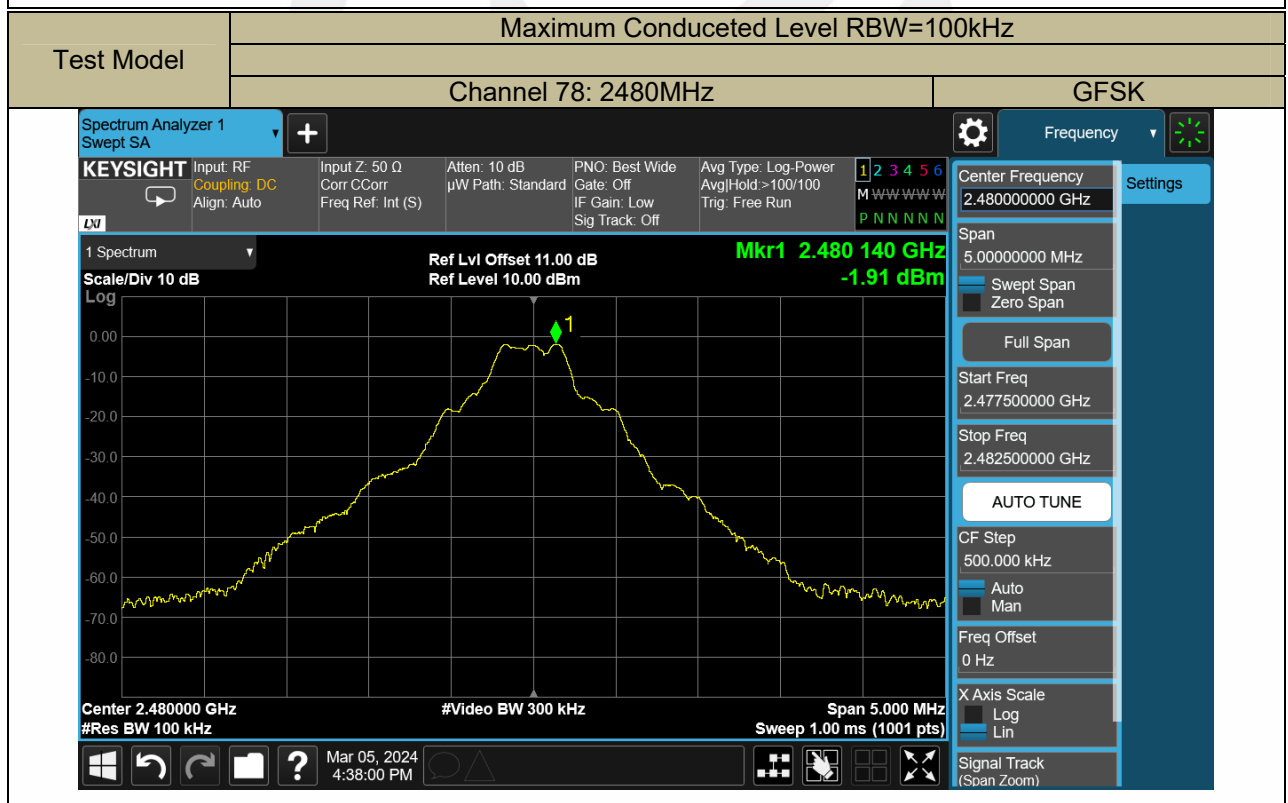 Maximum Conduceted Level RBW=100kHz
Test Model
Channel 78: 2480MHz
GFSK
Spectrum Analyzer 1
Swept SA
Frequency
KEYSIGHT
LXI
Input: RF
Coupling: DC
Align: Auto
Input Z: 50 Ω
Corr CCorr
Freq Ref: Int (S)
Atten: 10 dB
µW Path: Standard
PNO: Best Wide
Gate: Off
IF Gain: Low
Sig Track: Off
Avg Type: Log-Power
Avg|Hold:>100/100
Trig: Free Run
1 2 3 4 5 6
M W W W W W
P N N N N N
1 Spectrum
Scale/Div 10 dB
Log
Ref Lvl Offset 11.00 dB
Ref Level 10.00 dBm
Mkr1 2.480 140 GHz
-1.91 dBm
1
0.00
-10.0
-20.0
-30.0
-40.0
-50.0
-60.0
-70.0
-80.0
Center 2.480000 GHz
#Res BW 100 kHz
#Video BW 300 kHz
Span 5.000 MHz
Sweep 1.00 ms (1001 pts)
Mar 05, 2024
4:38:00 PM
Center Frequency
2.480000000 GHz
Span
5.00000000 MHz
Swept Span
Zero Span
Full Span
Start Freq
2.477500000 GHz
Stop Freq
2.482500000 GHz
AUTO TUNE
CF Step
500.000 kHz
Auto
Man
Freq Offset
0 Hz
X Axis Scale
Log
Lin
Signal Track
(Span Zoom)
Settings